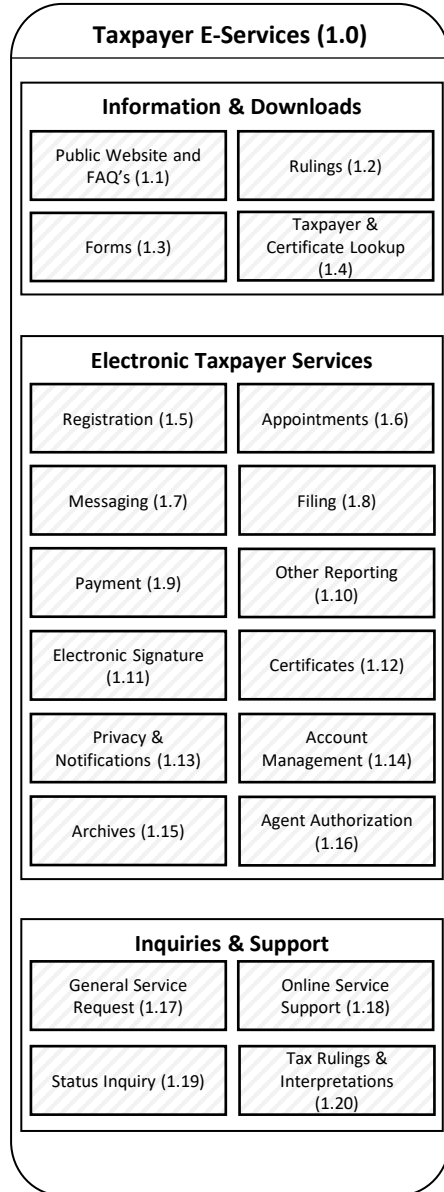 Taxpayer E-Services (1.0)
Information & Downloads
Public Website and
FAQ’s (1.1)
Rulings (1.2)
Forms (1.3)
Taxpayer &
Certificate Lookup
(1.4)
Electronic Taxpayer Services
Registration (1.5)
Appointments (1.6)
Messaging (1.7)
Filing (1.8)
Payment (1.9)
Other Reporting
(1.10)
Electronic Signature
(1.11)
Certificates (1.12)
Privacy &
Notifications (1.13)
Account
Management (1.14)
Archives (1.15)
Agent Authorization
(1.16)
Inquiries & Support
General Service
Request (1.17)
Online Service
Support (1.18)
Status Inquiry (1.19)
Tax Rulings &
Interpretations
(1.20)